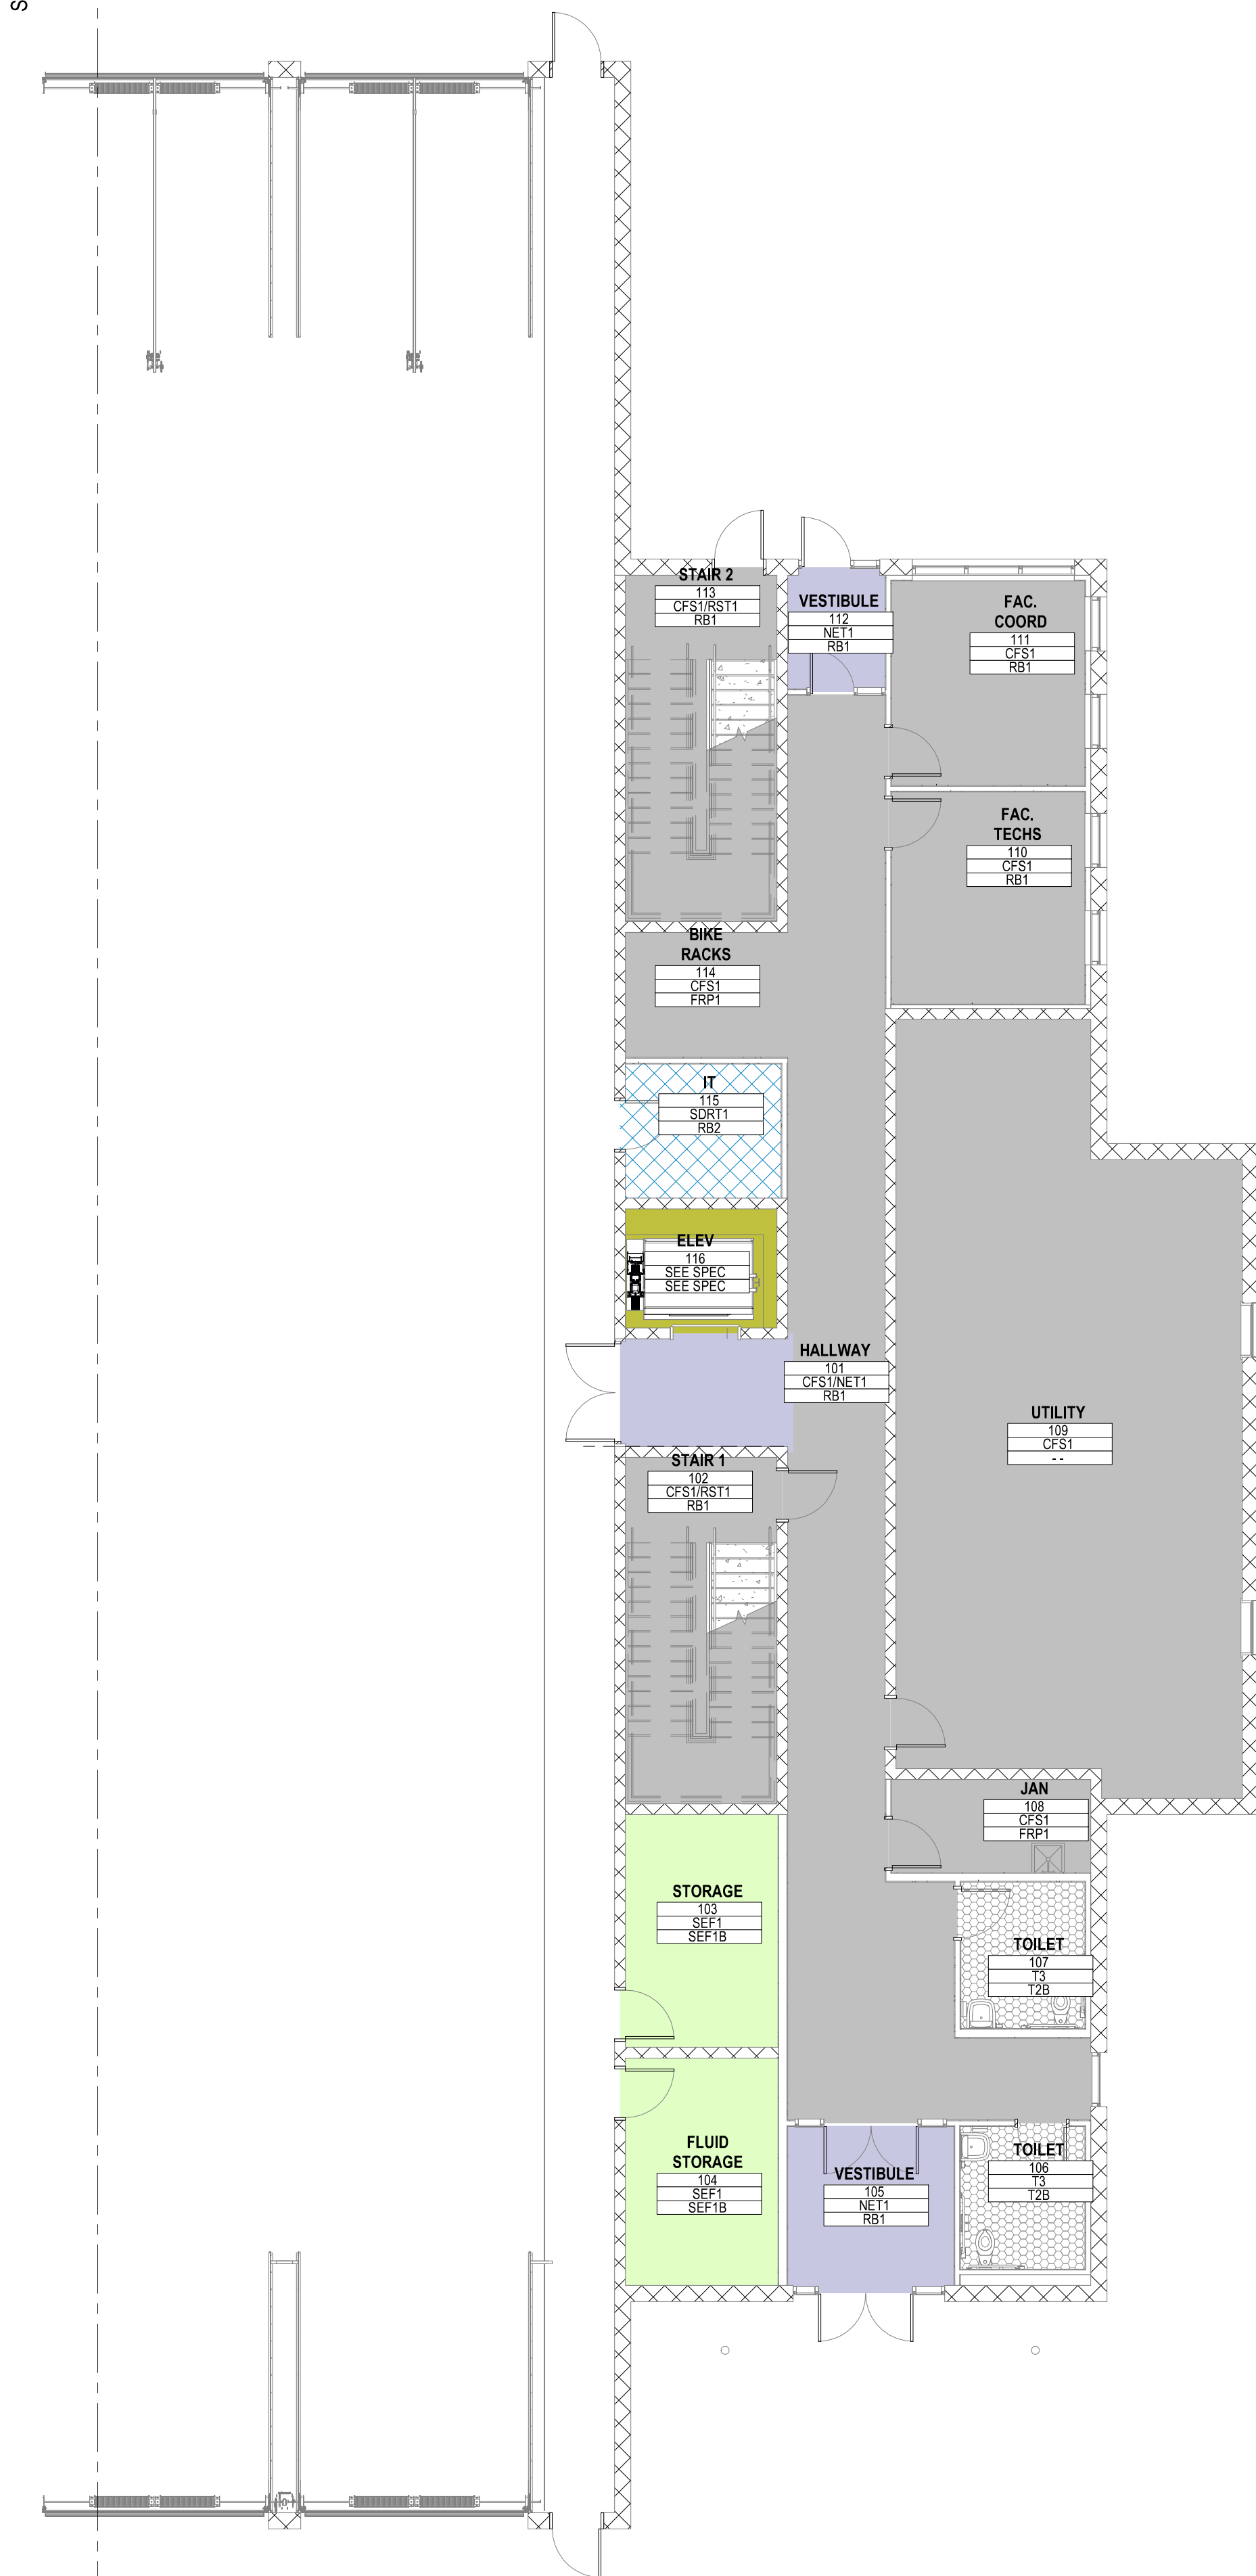 S
STAIR 2
113
CFS1/RST1
RB1
VESTIBULE
112
NET1
RB1
FAC.
COORD
111
CFS1
RB1
FAC.
TECHS
110
CFS1
RB1
BIKE
RACKS
114
CFS1
FRP1
IT
115
SDRT1
RB2
ELEV
116
SEE SPEC
SEE SPEC
HALLWAY
101
CFS1/NET1
RB1
UTILITY
109
CFS1
- -
STAIR 1
102
CFS1/RST1
RB1
JAN
108
CFS1
FRP1
STORAGE
103
SEF1
SEF1B
TOILET
107
T3
T2B
FLUID
STORAGE
104
SEF1
SEF1B
VESTIBULE
105
NET1
RB1
TOILET
106
T3
T2B